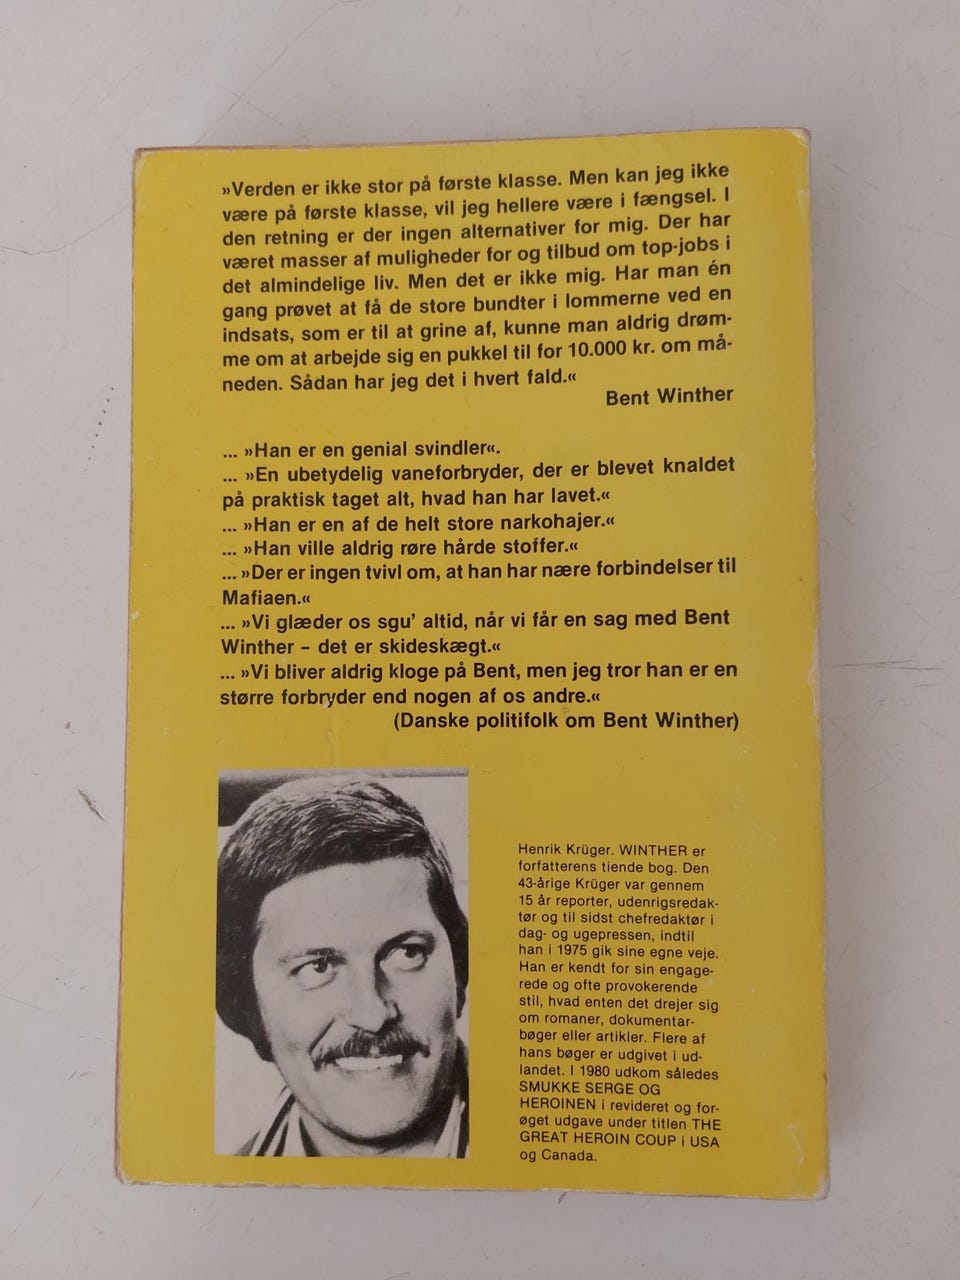 »Verden er ikke stor på første klasse. Men kan jeg ikke
være på første klasse, vil jeg hellere være i fængsel. I
den retning er der ingen alternativer for mig. Der har
været masser af muligheder for og tilbud om top-jobs i
det almindelige liv. Men det er ikke mig. Har man én
gang prøvet at få de store bundter i lommerne ved en
indsats, som er til at grine af, kunne man aldrig drøm-
me om at arbejde sig en pukkel til for 10.000 kr. om må-
neden. Sådan har jeg det i hvert fald.«
Bent Winther
... »Han er en genial svindler«.
... »En ubetydelig vaneforbryder, der er blevet knaldet
på praktisk taget alt, hvad han har lavet.«
... »Han er en af de helt store narkohajer.«
... »Han ville aldrig røre hårde stoffer.«
... »Der er ingen tvivl om, at han har nære forbindelser til
Mafiaen.«
... »Vi glæder os sgu' altid, når vi får en sag med Bent
Winther – det er skideskægt.«
... »Vi bliver aldrig kloge på Bent, men jeg tror han er en
større forbryder end nogen af os andre.«
(Danske politifolk om Bent Winther)
Henrik Krüger. WINTHER er
forfatterens tiende bog. Den
43-årige Krüger var gennem
15 år reporter, udenrigsredak-
tør og til sidst chefredaktør i
dag- og ugepressen, indtil
han i 1975 gik sine egne veje.
Han er kendt for sin engage-
rede og ofte provokerende
stil, hvad enten det drejer sig
om romaner, dokumentar-
bøger eller artikler. Flere af
hans bøger er udgivet i ud-
landet. I 1980 udkom således
SMUKKE SERGE OG
HEROINEN i revideret og for-
øget udgave under titlen THE
GREAT HEROIN COUP i USA
og Canada.